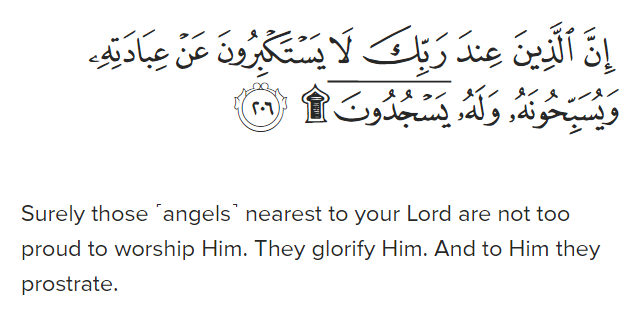 إِنَّ ٱلَّذِينَ عِندَ رَبِّكَ لَا يَسْتَكْبِرُونَ عَنْ عِبَادَتِهِۦ
وَيُسَبِّحُونَهُۥ وَلَهُۥ يَسْجُدُونَ ۩ ٢٠٦
Surely those ˹angels˺ nearest to your Lord are not too
proud to worship Him. They glorify Him. And to Him they
prostrate.